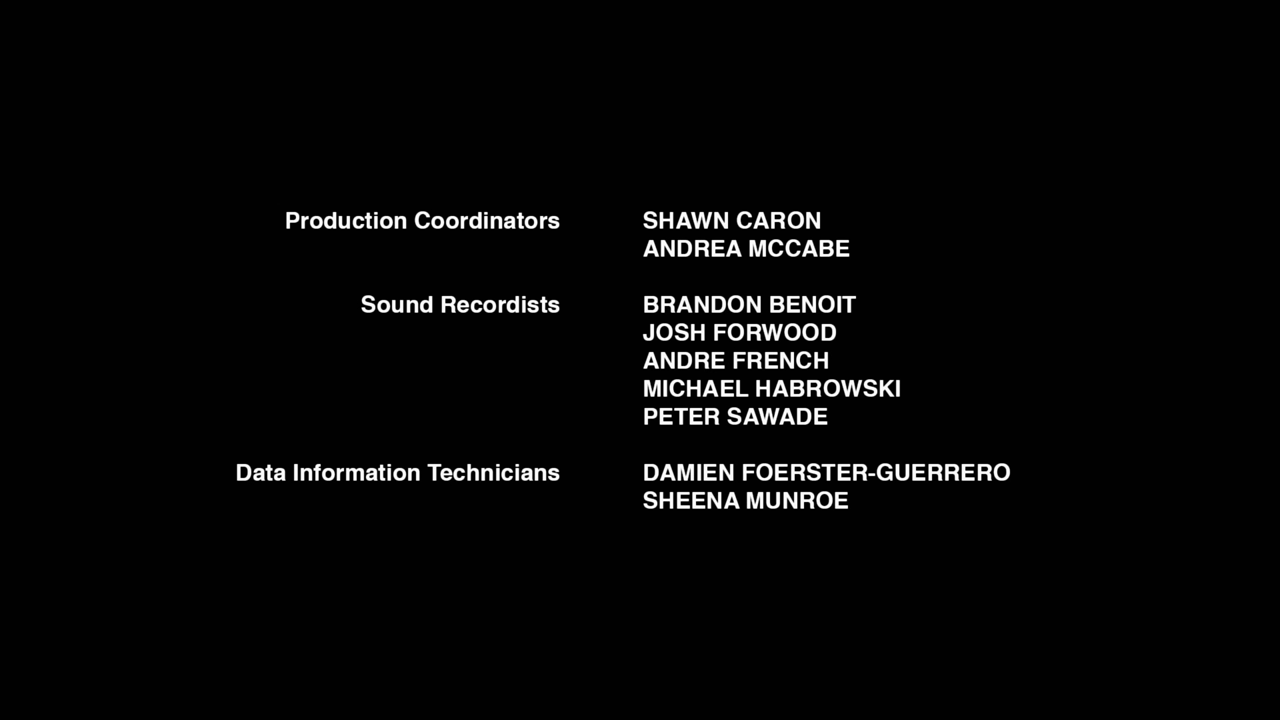 Production Coordinators SHAWN CARON
ANDREA MCCABE
Sound Recordists BRANDON BENOIT
JOSH FORWOOD
ANDRE FRENCH
MICHAEL HABROWSKI
PETER SAWADE
Data Information Technicians DAMIEN FOERSTER-GUERRERO
SHEENA MUNROE